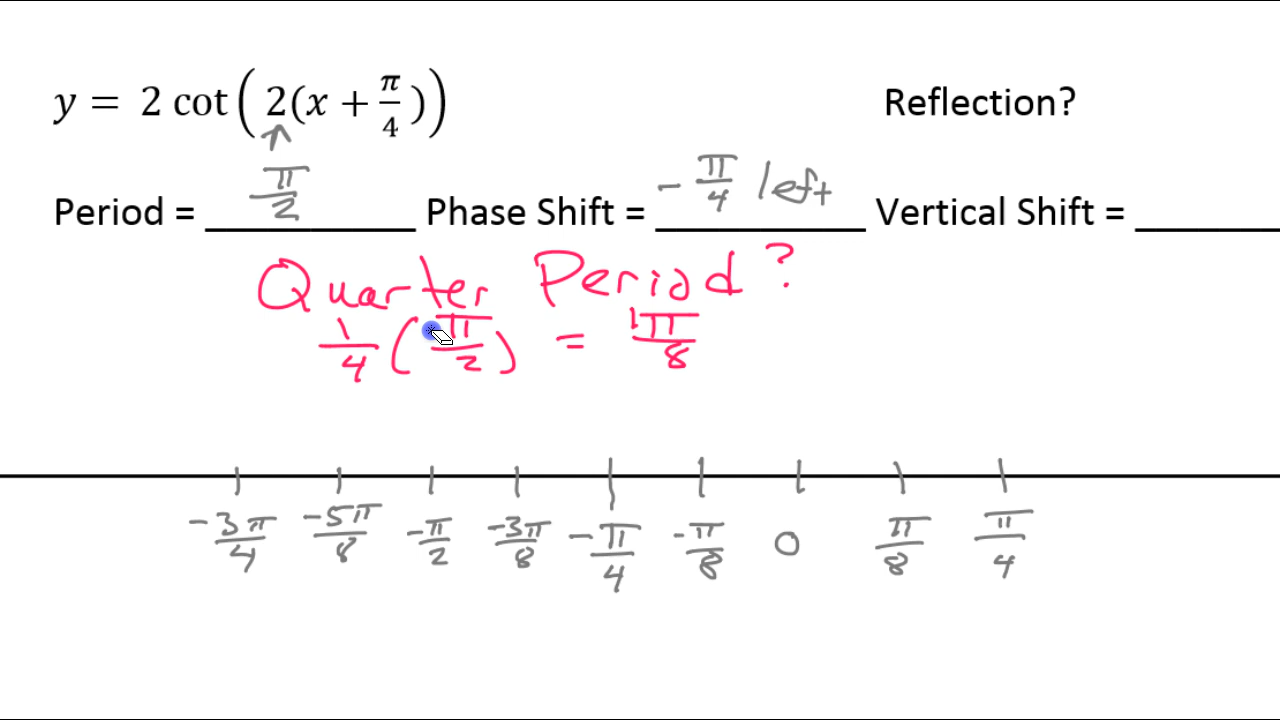 y = 2 cot(2(x + π/4)) Reflection?
Period = π/2 Phase Shift = -π/4 left Vertical Shift = ______
Quarter Period?
1/4 (π/2) = 1π/8
-3π/4 -5π/8 -π/2 -3π/8 -π/4 -π/8 0 π/8 π/4